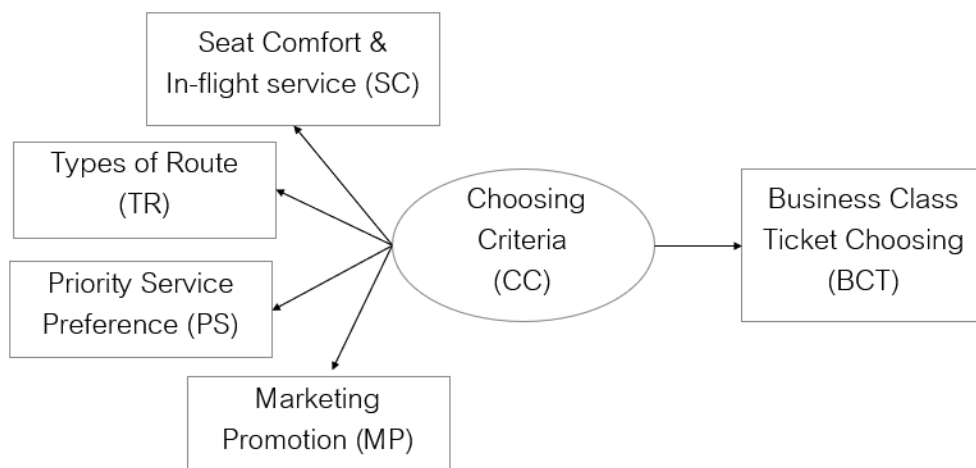 Seat Comfort &
In-flight service (SC)
Types of Route
(TR)
Priority Service
Preference (PS)
Marketing
Promotion (MP)
Choosing
Criteria
(CC)
Business Class
Ticket Choosing
(BCT)